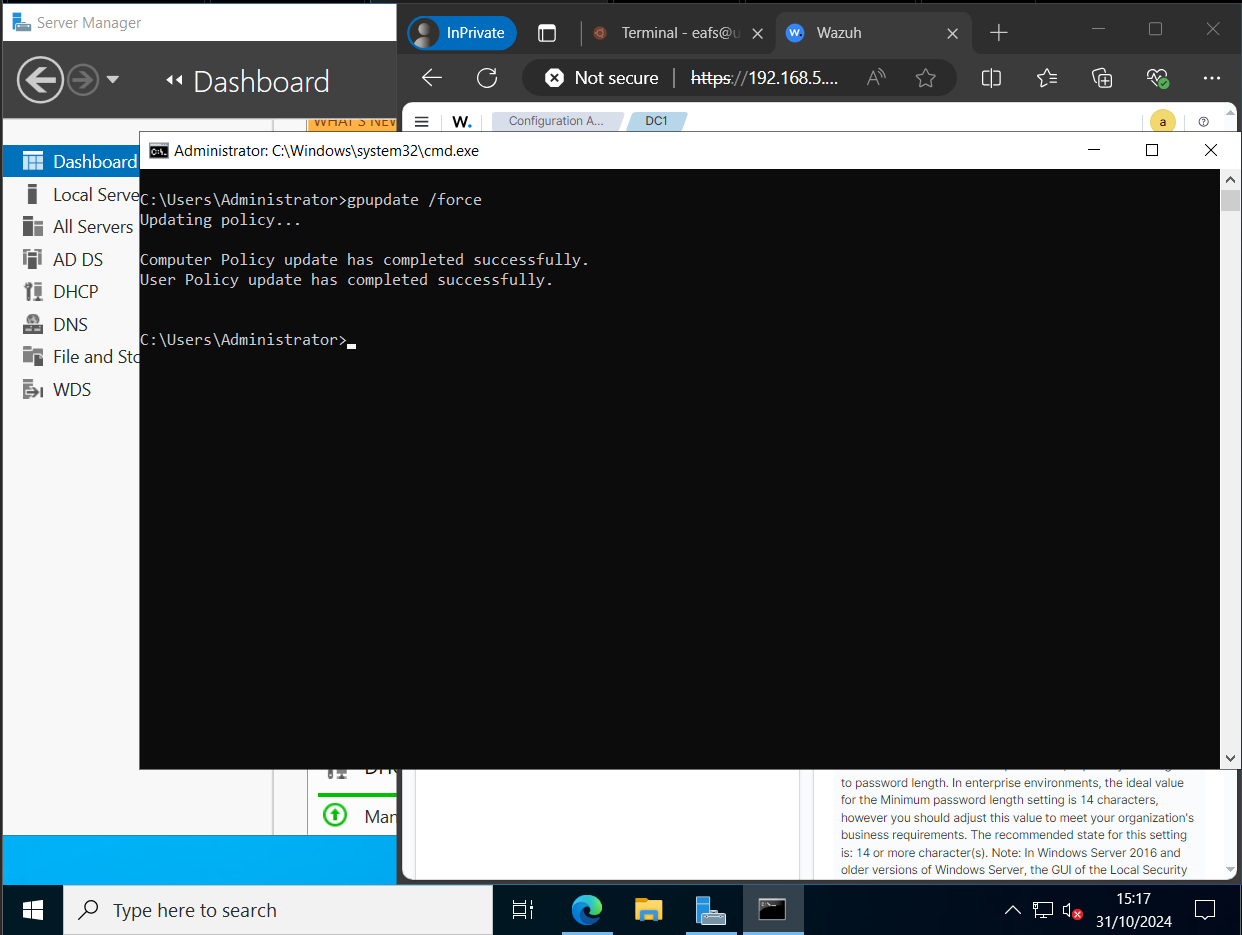 Server Manager
InPrivate
Terminal - eafs@u
Wazuh
Dashboard
Not secure
https://192.168.5....
WHAT'S NEW
W.
Configuration A...
DC1
a
Administrator: C:\Windows\system32\cmd.exe
Dashboard
Local Serve
All Servers
AD DS
DHCP
DNS
File and Sto
WDS
C:\Users\Administrator>gpupdate /force
Updating policy...
Computer Policy update has completed successfully.
User Policy update has completed successfully.
C:\Users\Administrator>
Man
to password length. In enterprise environments, the ideal value
for the Minimum password length setting is 14 characters,
however you should adjust this value to meet your organization's
business requirements. The recommended state for this setting
is: 14 or more character(s). Note: In Windows Server 2016 and
older versions of Windows Server, the GUI of the Local Security
Type here to search
15:17
31/10/2024